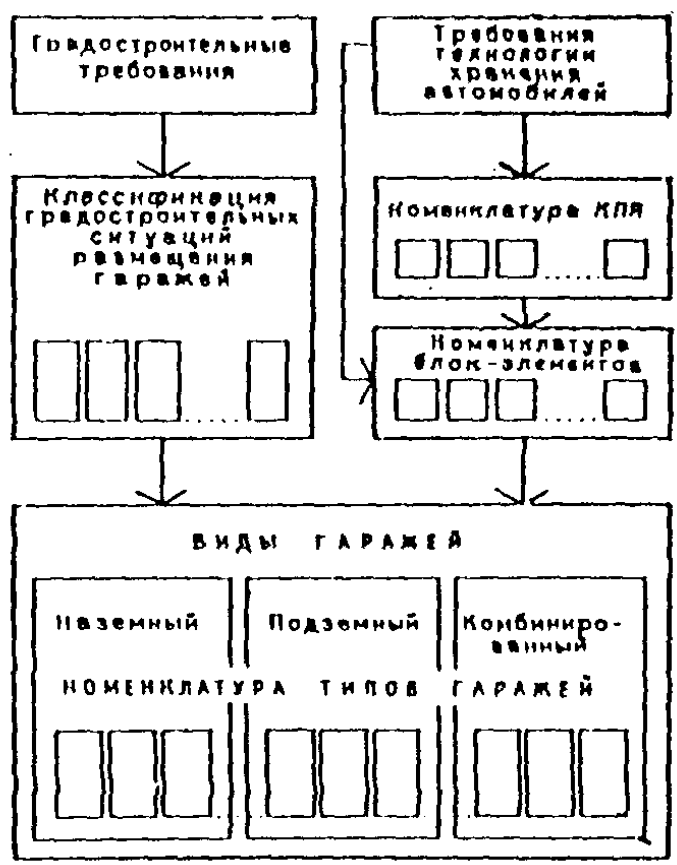 Градостроительные
требования
Требования
технологии
хранения
автомобилей
Классификация
градостроительных
ситуаций
размещения
гаражей
Номенклатура КПЯ
Номенклатура
блок-элементов
ВИДЫ ГАРАЖЕЙ
Наземный
Подземный
Комбиниро-
ванный
НОМЕНКЛАТУРА ТИПОВ ГАРАЖЕЙ